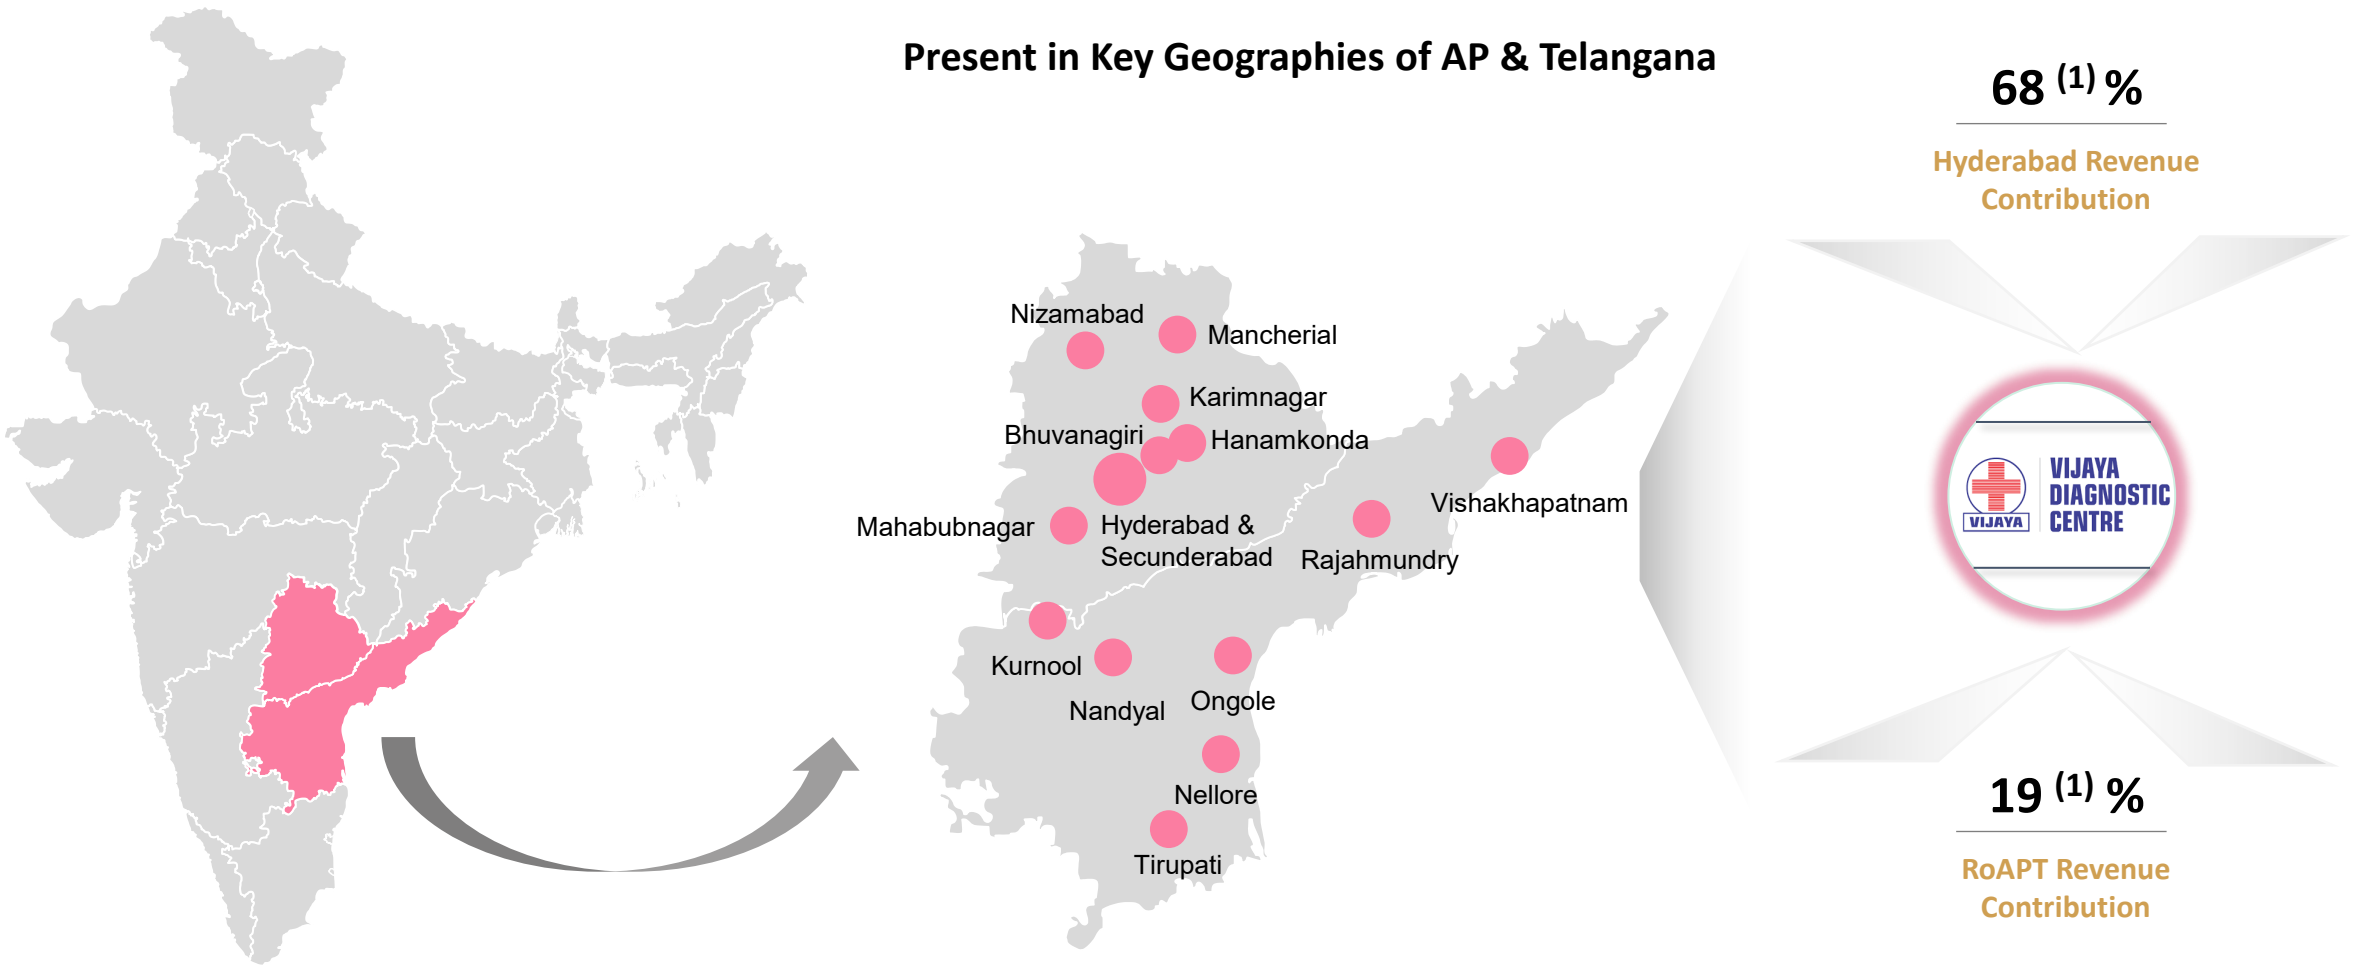 Present in Key Geographies of AP & Telangana
68 (1) %
Hyderabad Revenue
Contribution
Nizamabad
Mancherial
Karimnagar
Bhuvanagiri
Hanamkonda
Mahabubnagar
Hyderabad &
Secunderabad
Vishakhapatnam
Rajahmundry
Kurnool
Nandyal
Ongole
Nellore
Tirupati
VIJAYA
VIJAYA
DIAGNOSTIC
CENTRE
19 (1) %
RoAPT Revenue
Contribution